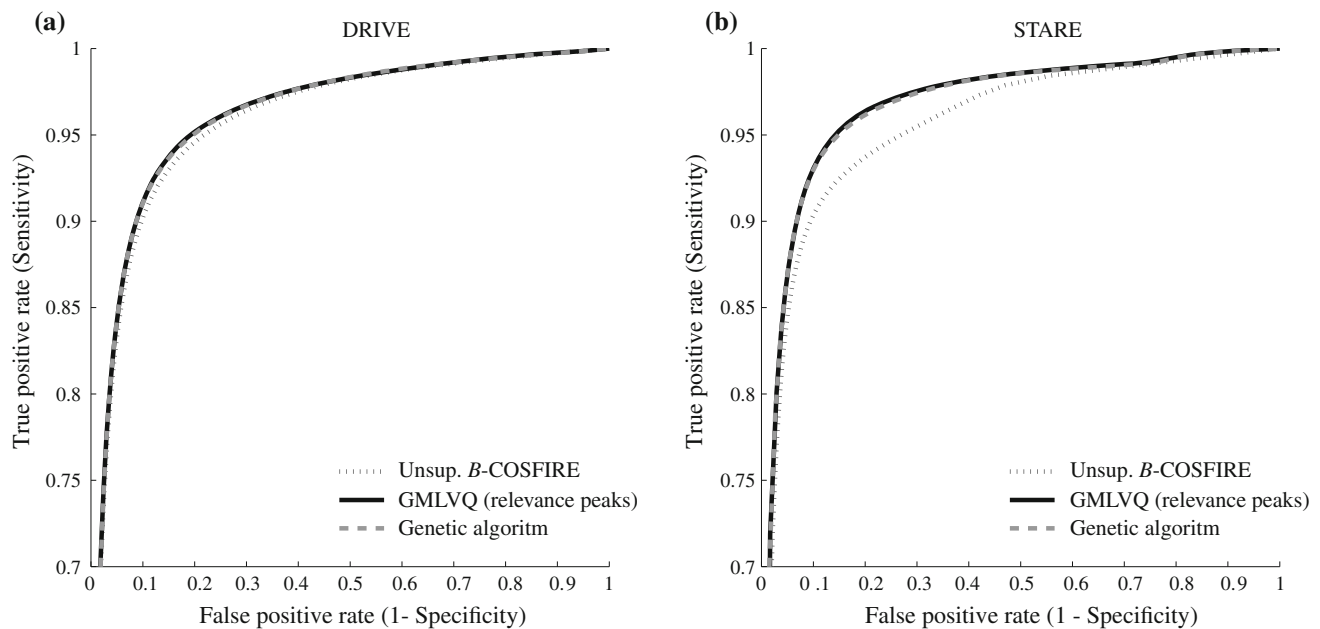 (a)
DRIVE
1
0.95
0.9
0.85
0.8
0.75
0.7
True positive rate (Sensitivity)
Unsup. B-COSFIRE
GMLVQ (relevance peaks)
Genetic algoritm
0 0.1 0.2 0.3 0.4 0.5 0.6 0.7 0.8 0.9 1
False positive rate (1- Specificity)
(b)
STARE
1
0.95
0.9
0.85
0.8
0.75
0.7
True positive rate (Sensitivity)
Unsup. B-COSFIRE
GMLVQ (relevance peaks)
Genetic algoritm
0 0 .1 0.2 0.3 0.4 0.5 0.6 0.7 0.8 0.9 1
False positive rate (1 - Specificity)